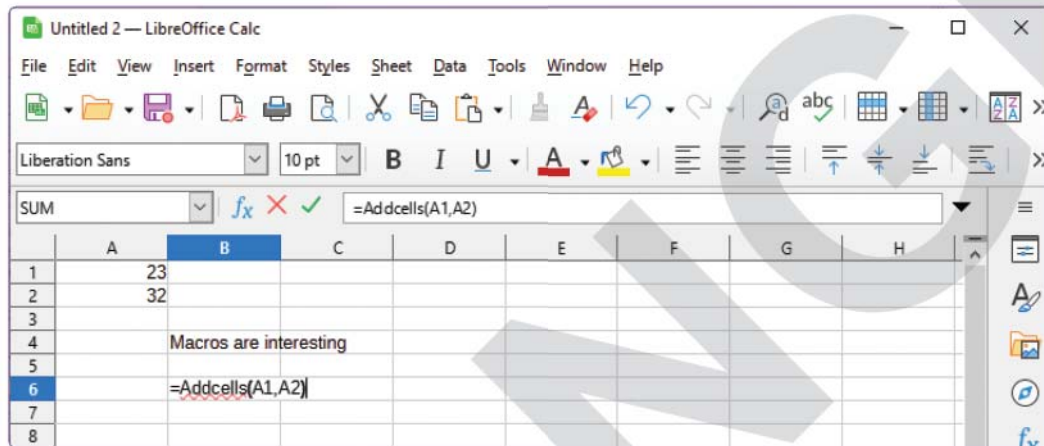 Untitled 2 — LibreOffice Calc
File Edit View Insert Format Styles Sheet Data Tools Window Help
Liberation Sans 10 pt B I U A
SUM fx =Addcells(A1,A2)
A B C D E F G H
1 23
2 32
3
4 Macros are interesting
5
6 =Addcells(A1,A2)
7
8